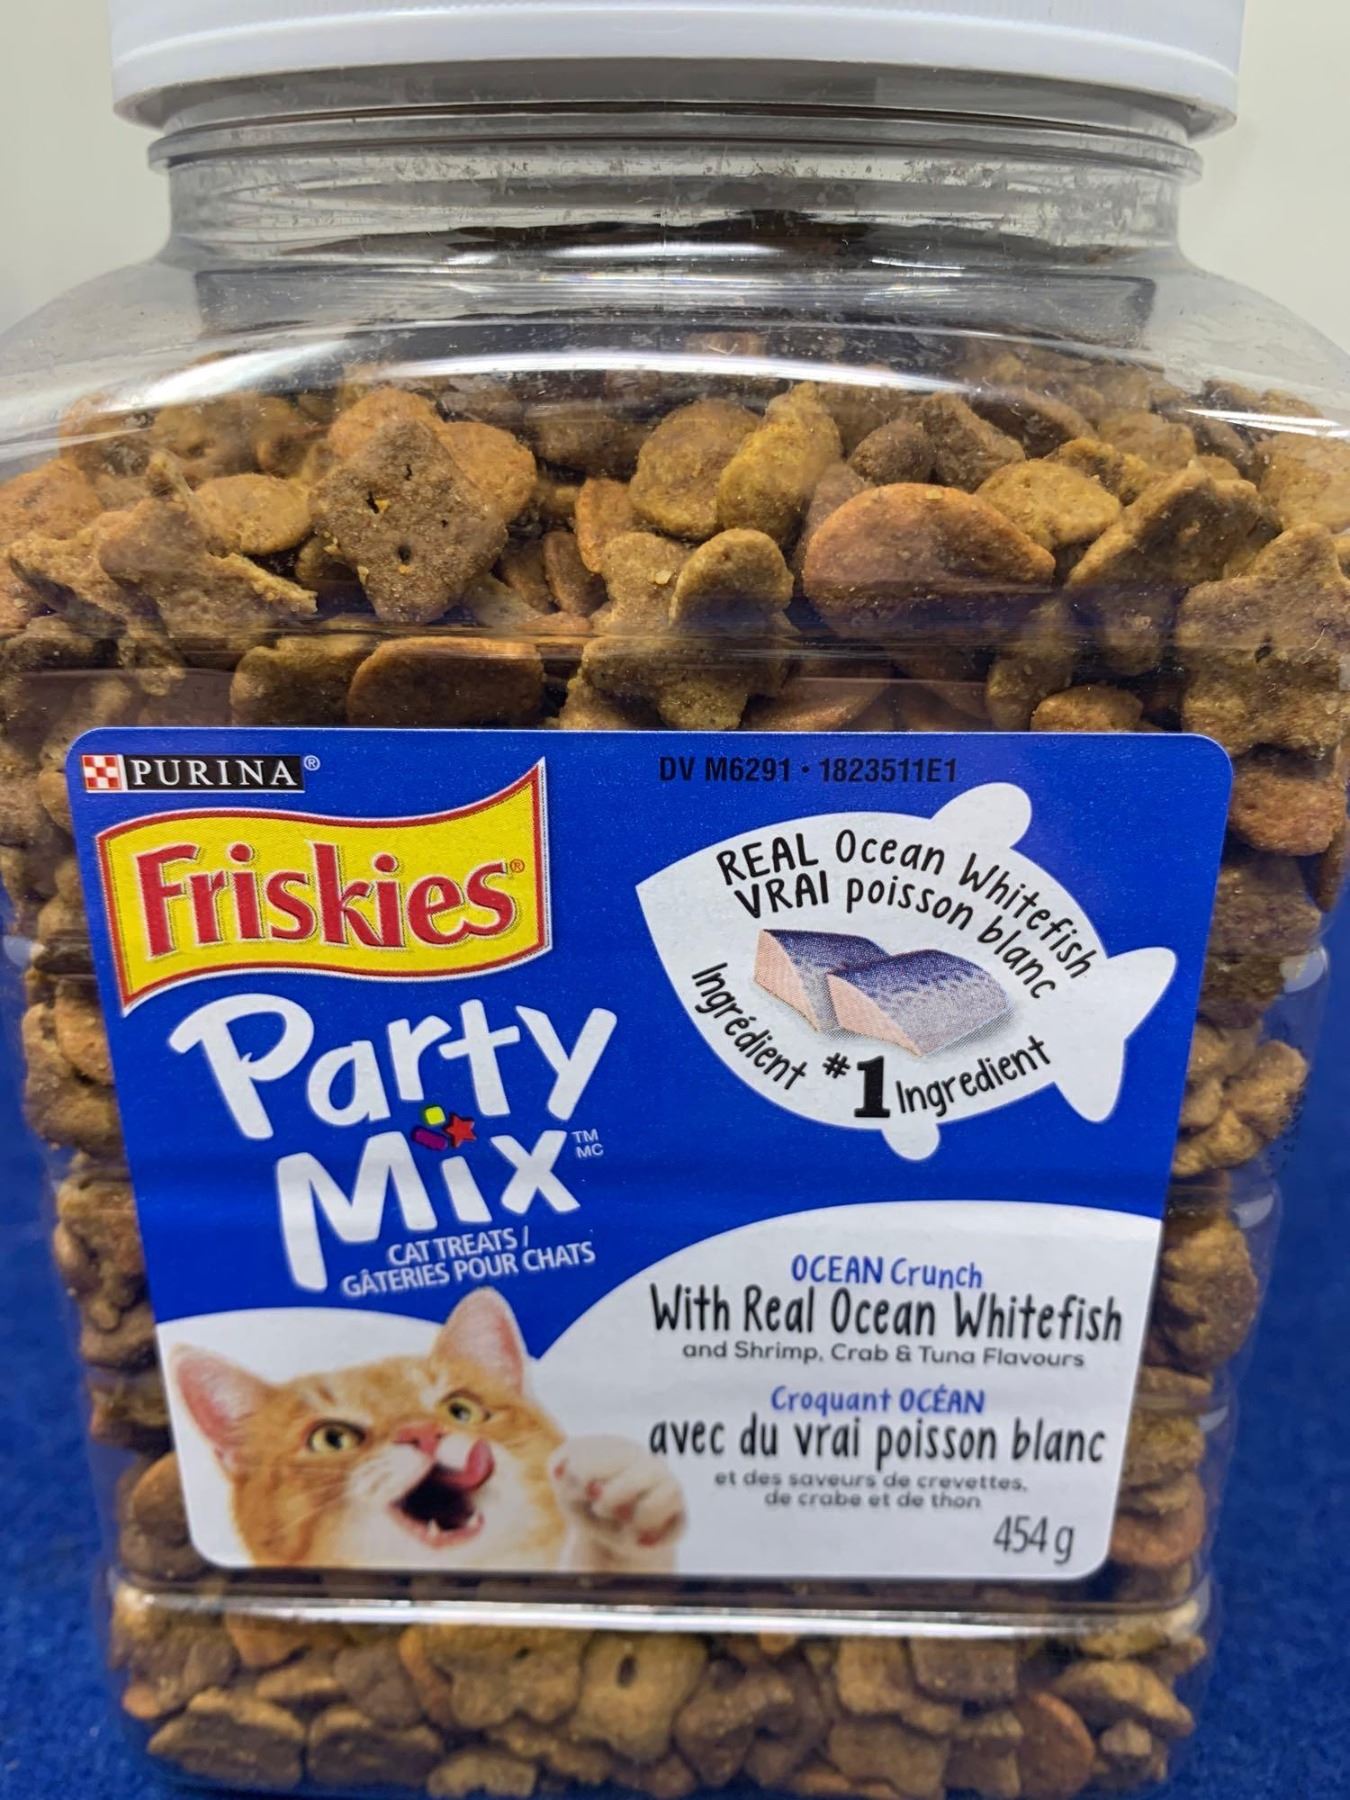 PURINA®
DV M6291 • 1823511E1
Friskies®
Party
Mix TM
MC
CAT TREATS /
GÂTERIES POUR CHATS
REAL Ocean Whitefish
VRAI poisson blanc
Ingrédient #1 Ingredient
OCEAN Crunch
With Real Ocean Whitefish
and Shrimp, Crab & Tuna Flavours
Croquant OCÉAN
avec du vrai poisson blanc
et des saveurs de crevettes,
de crabe et de thon
454 g